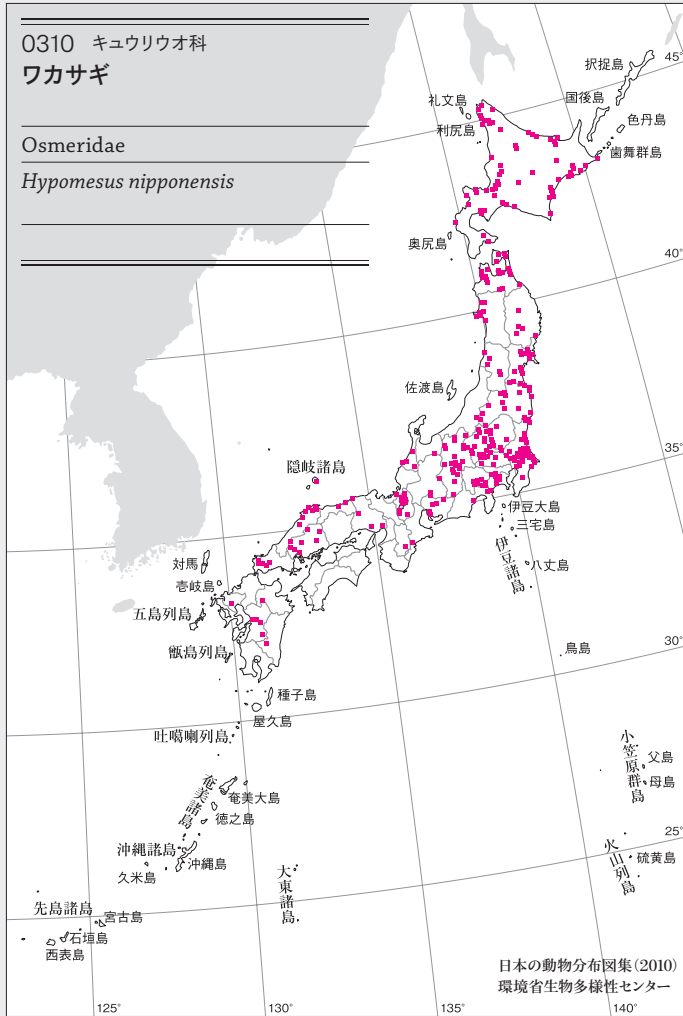 0310 キュウリウオ科
ワカサギ
Osmeridae
Hypomesus nipponensis
45°
択捉島
国後島
礼文島
色丹島
利尻島
歯舞群島
奥尻島
40°
佐渡島
35°
隠岐諸島
伊豆大島
三宅島
伊豆諸島
八丈島
対馬
壱岐島
五島列島
甑島列島
鳥島
30°
種子島
屋久島
吐噶喇列島
小笠原群島
父島
母島
奄美諸島
奄美大島
徳之島
25°
沖縄諸島
沖縄島
久米島
火山列島
硫黄島
大東諸島
先島諸島
宮古島
石垣島
西表島
日本の動物分布図集(2010)
環境省生物多様性センター
125°
130°
135°
140°